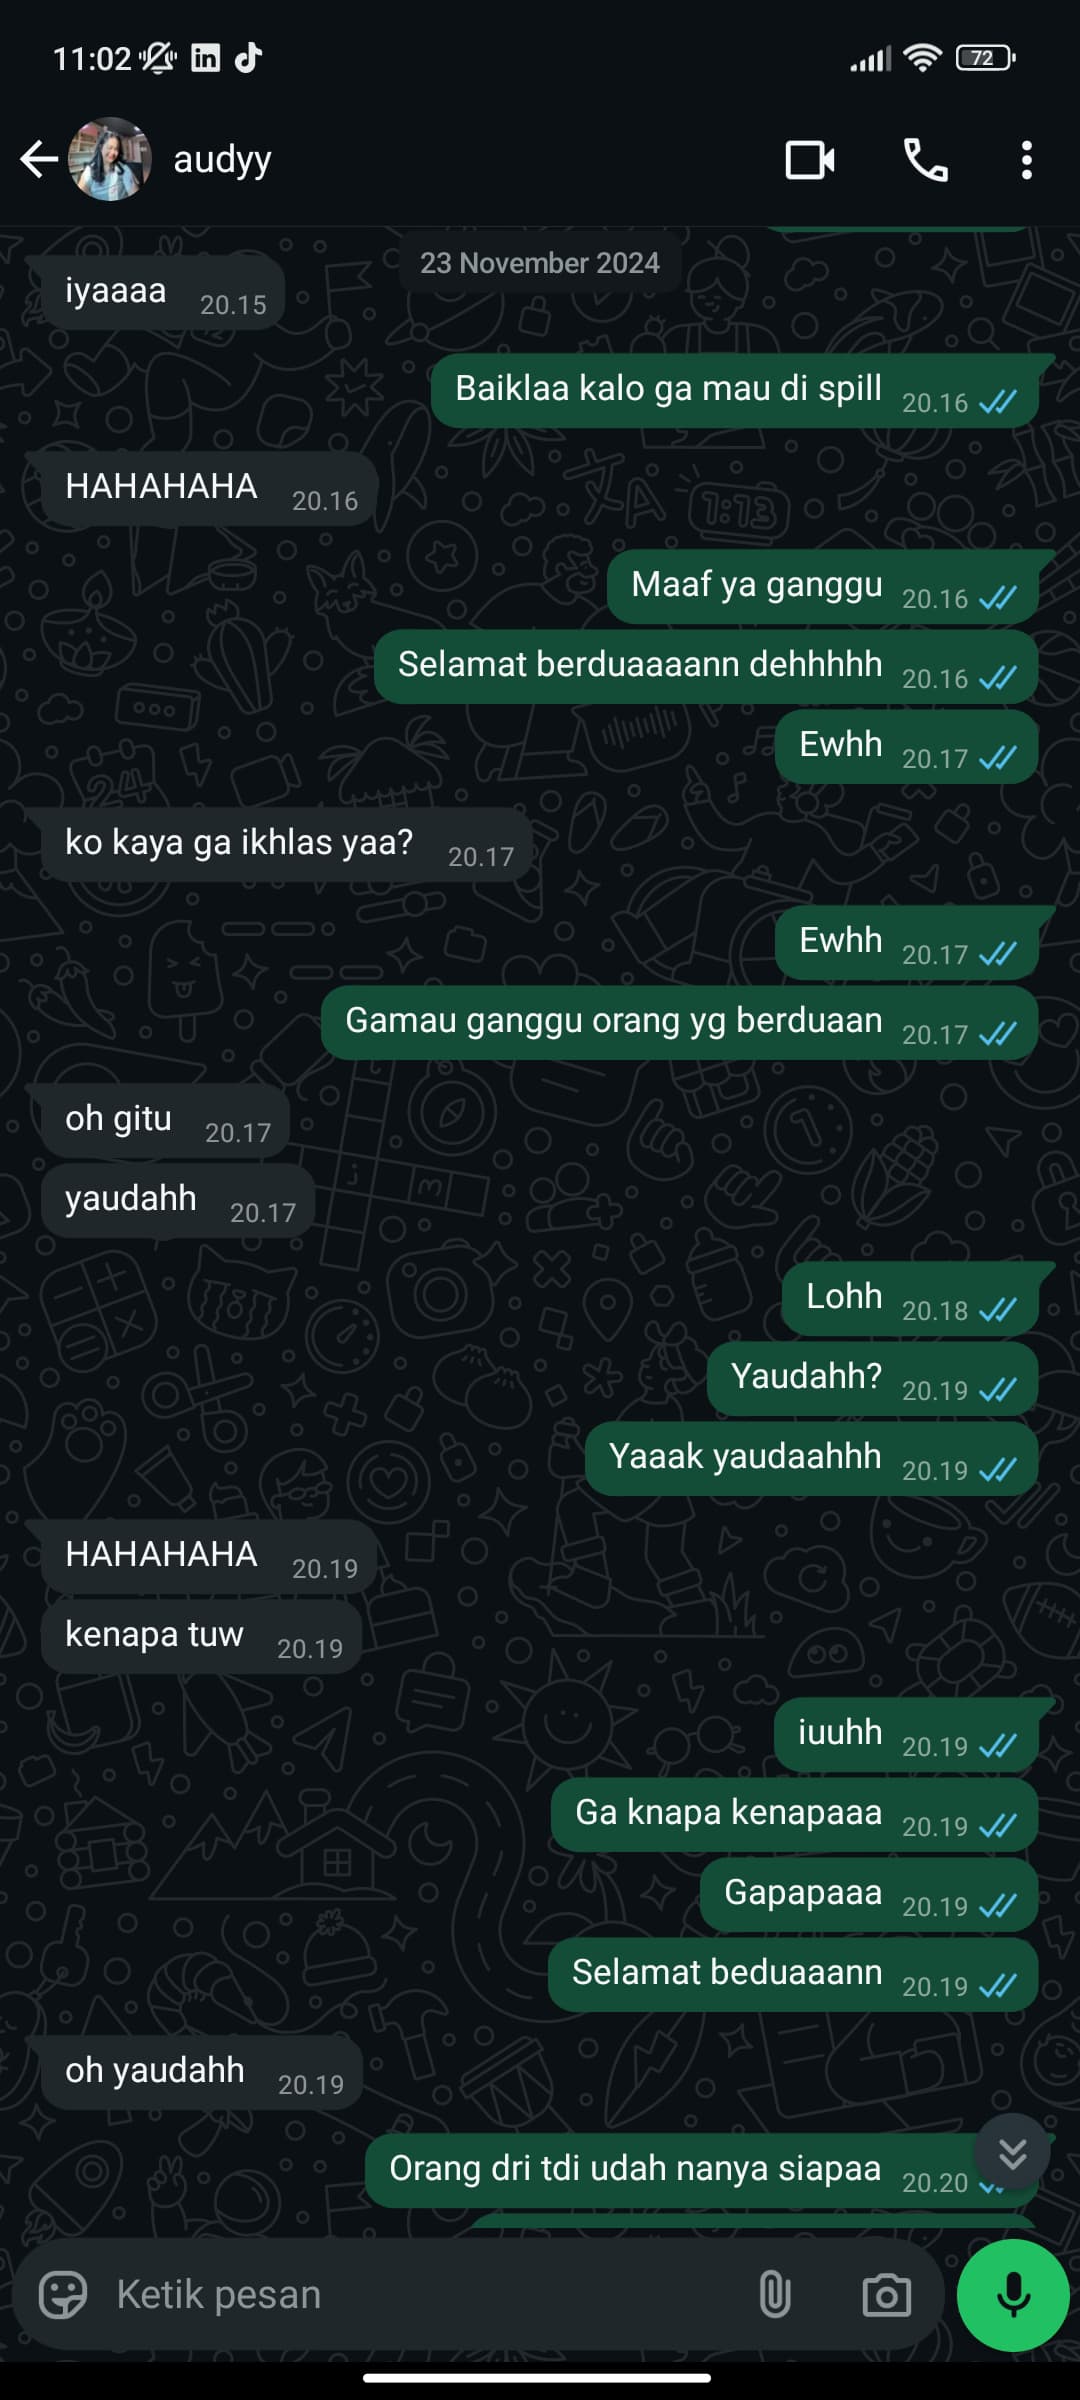 11:02
72
audyy
23 November 2024
iyaaaa 20.15
Baiklaa kalo ga mau di spill 20.16
HAHAHAHA 20.16
Maaf ya ganggu 20.16
Selamat berduaaaann dehhhhh 20.16
Ewhh 20.17
ko kaya ga ikhlas yaa? 20.17
Ewhh 20.17
Gamau ganggu orang yg berduaan 20.17
oh gitu 20.17
yaudahh 20.17
Lohh 20.18
Yaudahh? 20.19
Yaaak yaudaahhh 20.19
HAHAHAHA 20.19
kenapa tuw 20.19
iuuhh 20.19
Ga knapa kenapaaa 20.19
Gapapaaa 20.19
Selamat beduaaann 20.19
oh yaudahh 20.19
Orang dri tdi udah nanya siapaa 20.20
Ketik pesan